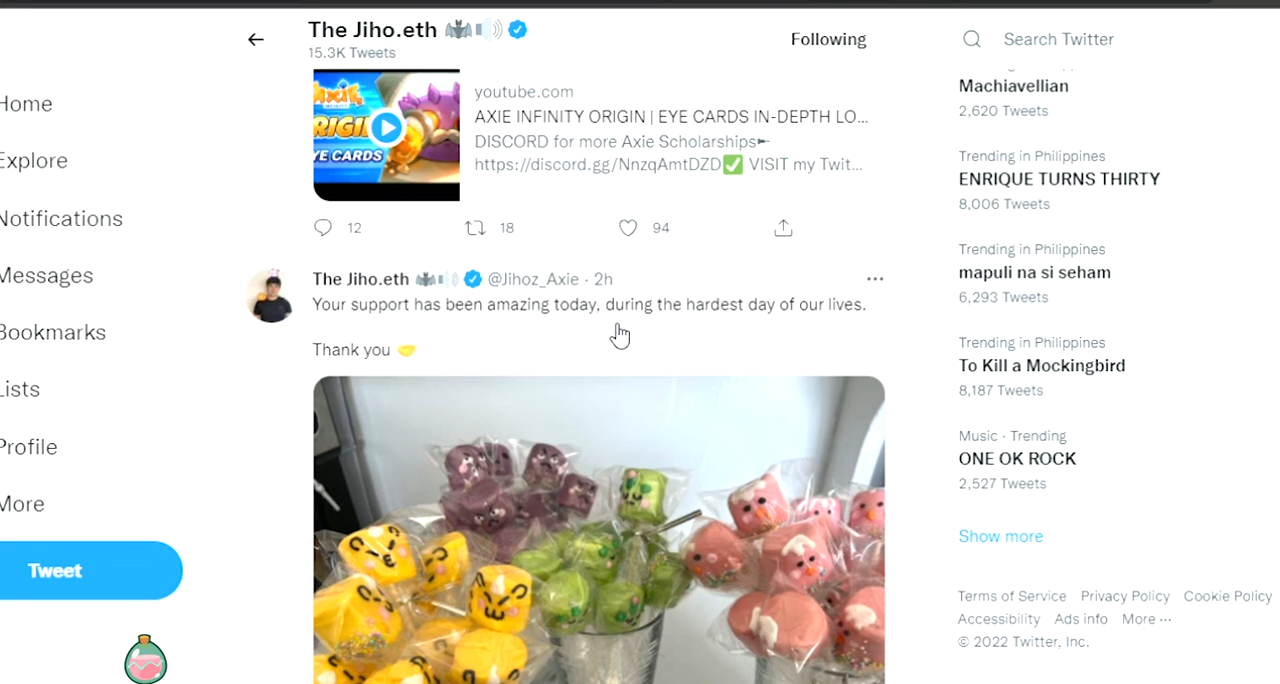 The Jiho.eth
15.3K Tweets
Following
Search Twitter
Home
Explore
Notifications
Messages
Bookmarks
Lists
Profile
More
Tweet
EYE CARDS
youtube.com
AXIE INFINITY ORIGIN | EYE CARDS IN-DEPTH LO...
DISCORD for more Axie Scholarships➼
https://discord.gg/NnzqAmtDZD✅ VISIT my Twit...
12
18
94
The Jiho.eth @Jihoz_Axie · 2h
Your support has been amazing today, during the hardest day of our lives.
Thank you
Machiavellian
2,620 Tweets
Trending in Philippines
ENRIQUE TURNS THIRTY
8,006 Tweets
Trending in Philippines
mapuli na si seham
6,293 Tweets
Trending in Philippines
To Kill a Mockingbird
8,187 Tweets
Music · Trending
ONE OK ROCK
2,527 Tweets
Show more
Terms of Service Privacy Policy Cookie Policy
Accessibility Ads info More ···
© 2022 Twitter, Inc.